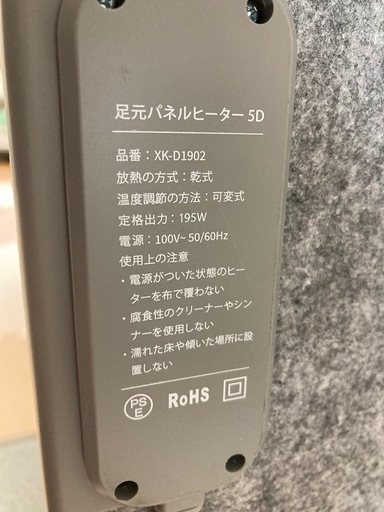 足元パネルヒーター 5D
品番：XK-D1902
放熱の方式：乾式
温度調節の方法：可変式
定格出力：195W
電源：100V~ 50/60Hz
使用上の注意
・電源がついた状態のヒー
ターを布で覆わない
・腐食性のクリーナーやシン
ナーを使用しない
・濡れた床や傾いた場所に設
置しない
PS
E
RoHS